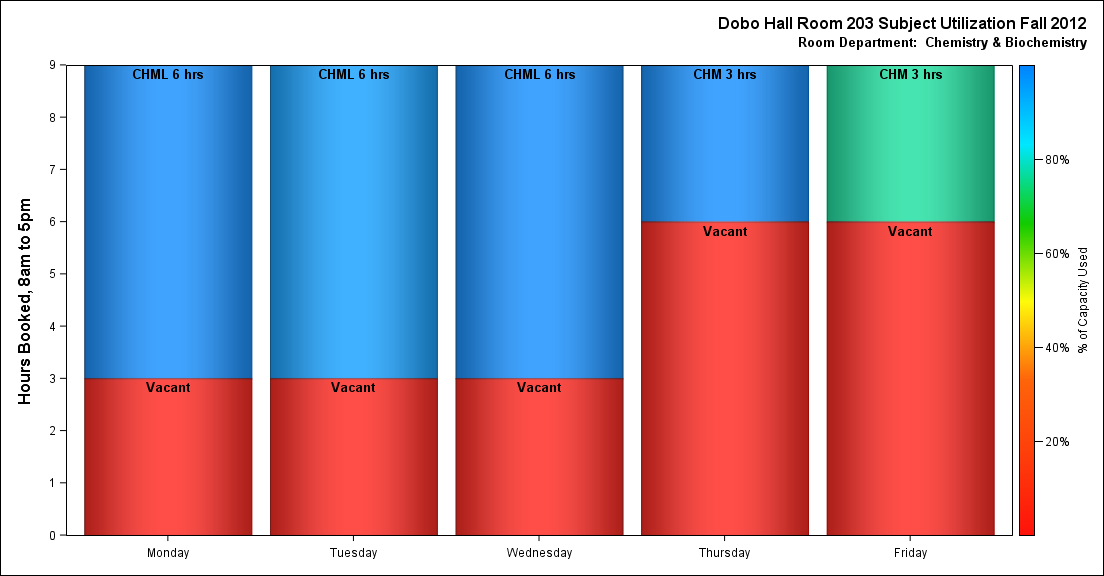 Dobo Hall Room 203 Subject Utilization Fall 2012
Room Department:  Chemistry & Biochemistry
Hours Booked, 8am to 5pm
9
8
7
6
5
4
3
2
1
0
CHML 6 hrs
CHML 6 hrs
CHML 6 hrs
CHM 3 hrs
CHM 3 hrs
Vacant
Vacant
Vacant
Vacant
Vacant
Monday
Tuesday
Wednesday
Thursday
Friday
80%
60%
40%
20%
% of Capacity Used